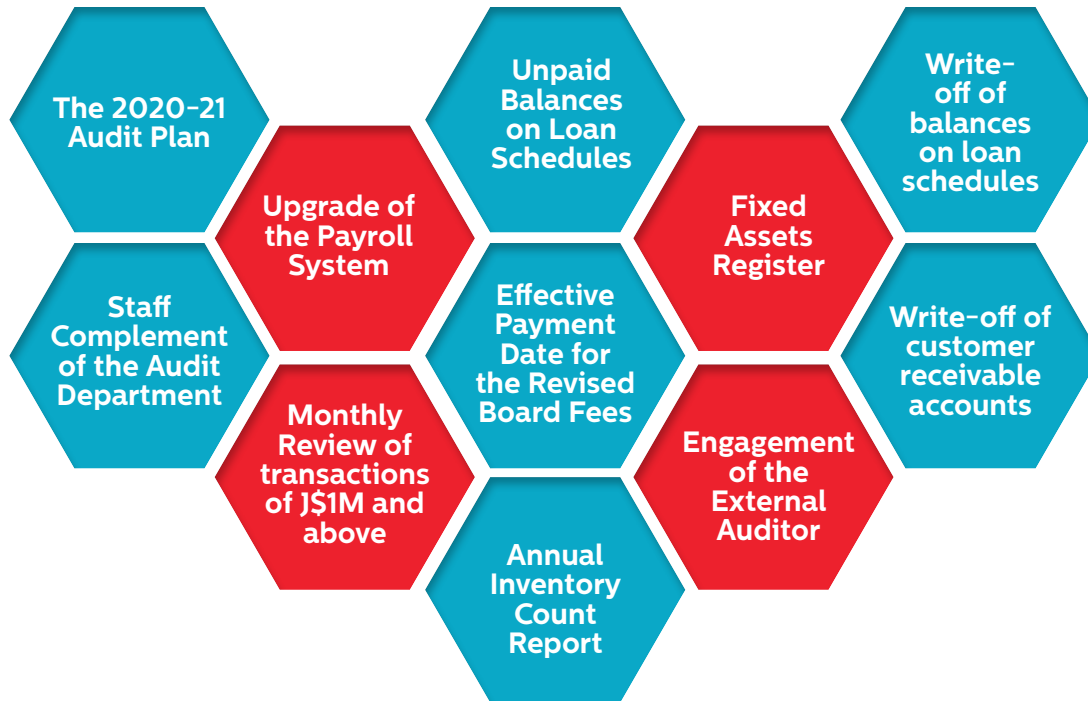 The 2020-21
Audit Plan
Unpaid
Balances
on Loan
Schedules
Write-
off of
balances
on loan
schedules
Upgrade of
the Payroll
System
Fixed
Assets
Register
Staff
Complement
of the Audit
Department
Effective
Payment
Date for
the Revised
Board Fees
Write-off of
customer
receivable
accounts
Monthly
Review of
transactions
of J$1M and
above
Engagement
of the
External
Auditor
Annual
Inventory
Count
Report